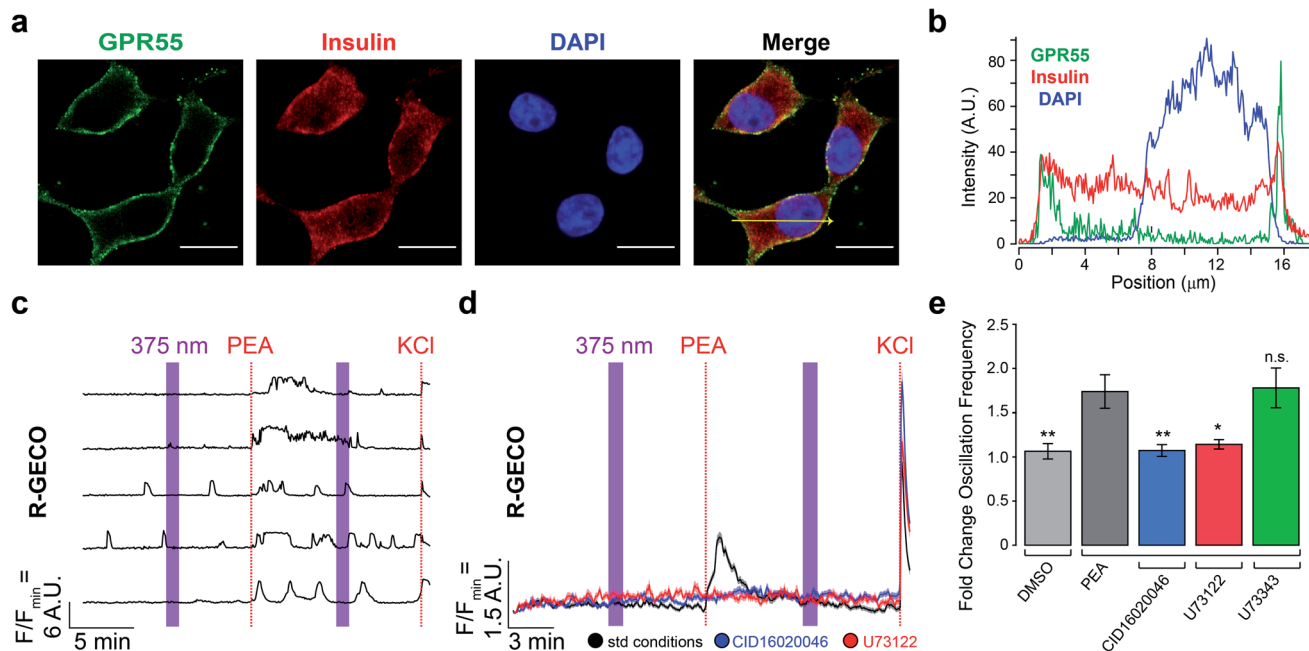 a
GPR55
Insulin
DAPI
Merge
b
GPR55
Insulin
DAPI
Intensity (A.U.)
80
60
40
20
0
0
4
8
12
16
Position (μm)
c
375 nm
PEA
KCl
R-GECO
F/Fmin =
6 A.U.
5 min
d
375 nm
PEA
KCl
R-GECO
F/Fmin =
1.5 A.U.
3 min
std conditions
CID16020046
U73122
e
Fold Change Oscillation Frequency
2.5
2.0
1.5
1.0
0.5
0
**
**
*
n.s.
DMSO
PEA
CID16020046
U73122
U73343